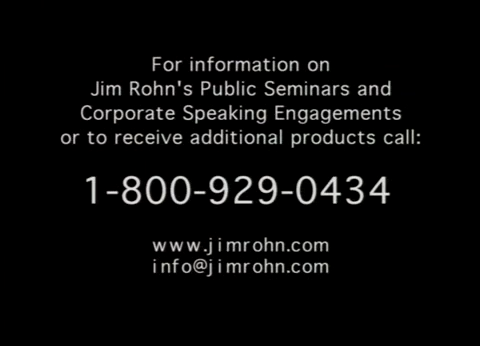 For information on
Jim Rohn's Public Seminars and
Corporate Speaking Engagements
or to receive additional products call:
1-800-929-0434
www.jimrohn.com
info@jimrohn.com